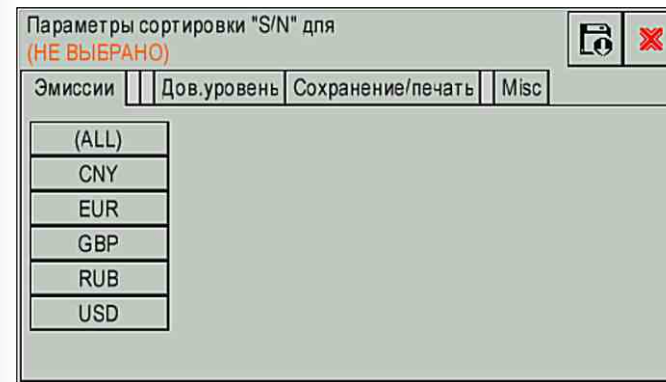 Параметры сортировки "S/N" для
(НЕ ВЫБРАНО)
Эмиссии Дов.уровень Сохранение/печать Misc
(ALL)
CNY
EUR
GBP
RUB
USD